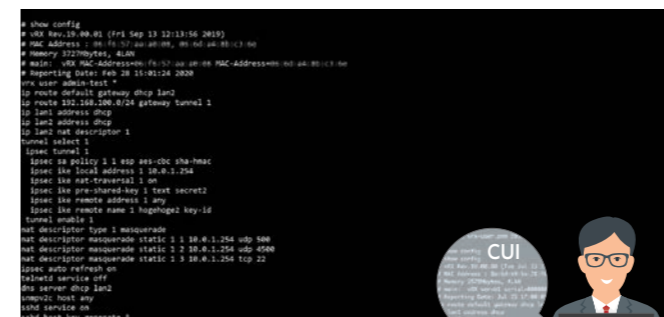 # show config
# vRX Rev.19.00.01 (Fri Sep 13 12:13:56 2019)
# MAC Address :
# Memory 3727Mbytes, 4LAN
# main: vRX MAC-Address= MAC-Address=
# Reporting Date: Feb 28 15:01:24 2020
vrx user admin-test *
ip route default gateway dhcp lan2
ip route 192.168.100.0/24 gateway tunnel 1
ip lan1 address dhcp
ip lan2 address dhcp
ip lan2 nat descriptor 1
tunnel select 1
ipsec tunnel 1
ipsec sa policy 1 1 esp aes-cbc sha-hmac
ipsec ike local address 1 10.0.1.254
ipsec ike nat-traversal 1 on
ipsec ike pre-shared-key 1 text secret2
ipsec ike remote address 1 any
ipsec ike remote name 1 hogehoge2 key-id
tunnel enable 1
nat descriptor type 1 masquerade
nat descriptor masquerade static 1 1 10.0.1.254 udp 500
nat descriptor masquerade static 1 2 10.0.1.254 udp 4500
nat descriptor masquerade static 1 3 10.0.1.254 tcp 22
ipsec auto refresh on
telnetd service off
dns server dhcp lan2
snmpv2c host any
sshd service on
CUI